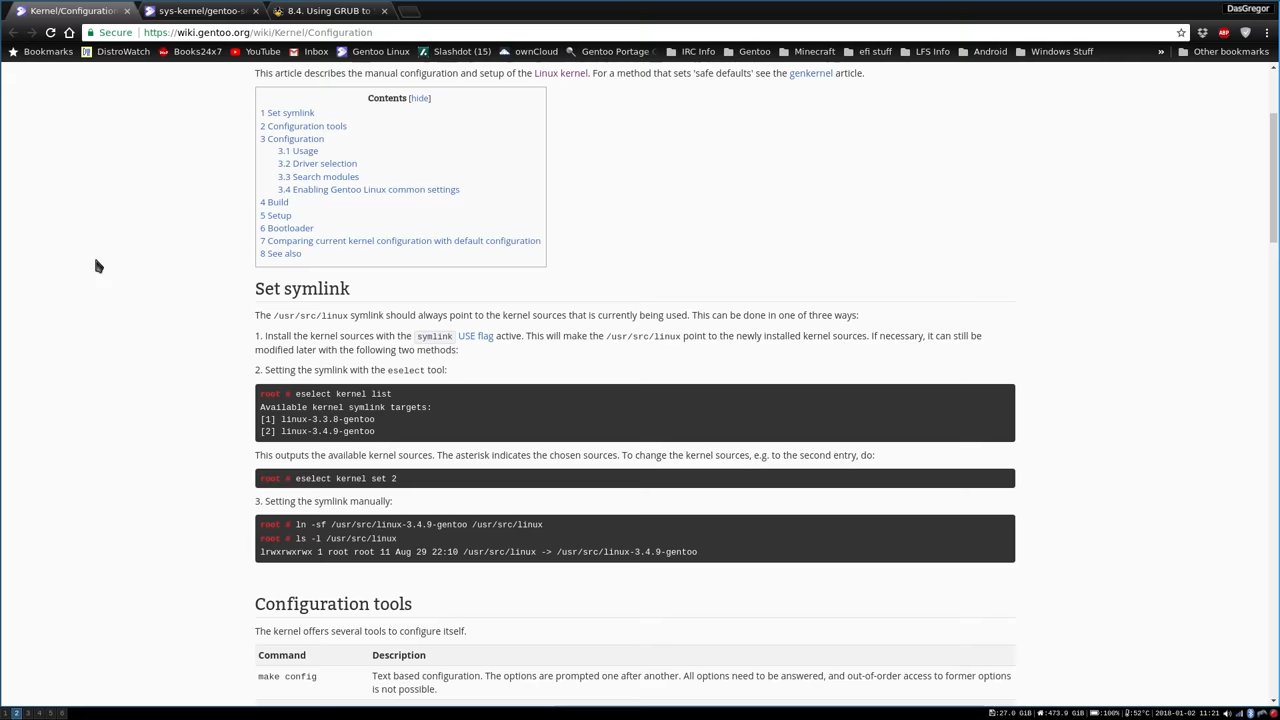 Kernel/Configuration
sys-kernel/gentoo-s
8.4. Using GRUB to
DasGregor
Secure
https://wiki.gentoo.org/wiki/Kernel/Configuration
Bookmarks
DistroWatch
Books24x7
YouTube
Inbox
Gentoo Linux
Slashdot (15)
ownCloud
Gentoo Portage
IRC Info
Gentoo
Minecraft
efi stuff
LFS Info
Android
Windows Stuff
»
Other bookmarks
This article describes the manual configuration and setup of the Linux kernel. For a method that sets 'safe defaults' see the genkernel article.
Contents [hide]
1 Set symlink
2 Configuration tools
3 Configuration
3.1 Usage
3.2 Driver selection
3.3 Search modules
3.4 Enabling Gentoo Linux common settings
4 Build
5 Setup
6 Bootloader
7 Comparing current kernel configuration with default configuration
8 See also
Set symlink
The /usr/src/linux symlink should always point to the kernel sources that is currently being used. This can be done in one of three ways:
1. Install the kernel sources with the symlink USE flag active. This will make the /usr/src/linux point to the newly installed kernel sources. If necessary, it can still be
modified later with the following two methods:
2. Setting the symlink with the eselect tool:
root # eselect kernel list
Available kernel symlink targets:
[1] linux-3.3.8-gentoo
[2] linux-3.4.9-gentoo
This outputs the available kernel sources. The asterisk indicates the chosen sources. To change the kernel sources, e.g. to the second entry, do:
root # eselect kernel set 2
3. Setting the symlink manually:
root # ln -sf /usr/src/linux-3.4.9-gentoo /usr/src/linux
root # ls -l /usr/src/linux
lrwxrwxrwx 1 root root 11 Aug 29 22:10 /usr/src/linux -> /usr/src/linux-3.4.9-gentoo
Configuration tools
The kernel offers several tools to configure itself.
Command
Description
make config
Text based configuration. The options are prompted one after another. All options need to be answered, and out-of-order access to former options
is not possible.
1 2 3 4 5 6
:27.0 GiB
:473.9 GiB
:100%
:52°C
2018-01-02 11:21